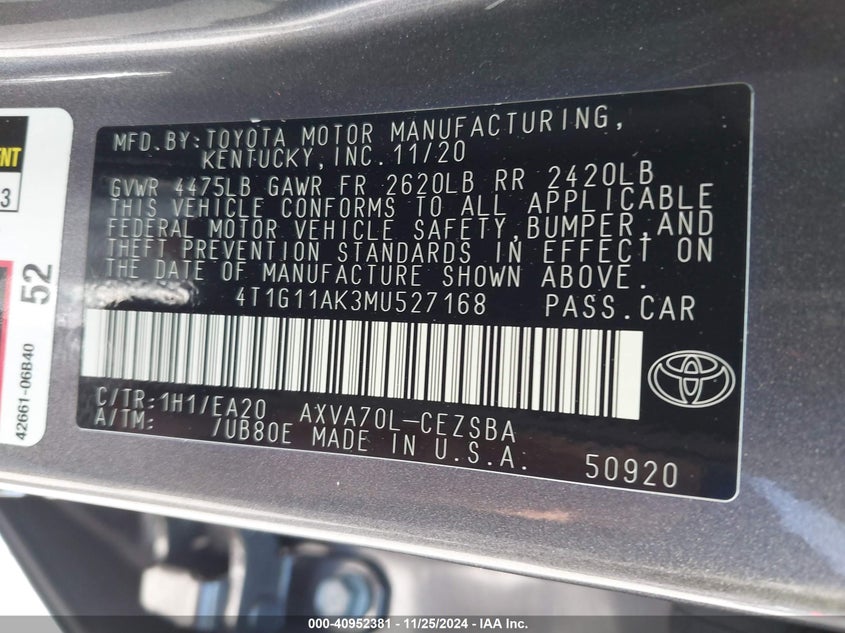 MFD.BY:TOYOTA MOTOR MANUFACTURING,
KENTUCKY,INC.11/20
GVWR 4475LB GAWR FR 2620LB RR 2420LB
THIS VEHICLE CONFORMS TO ALL APPLICABLE
FEDERAL MOTOR VEHICLE SAFETY,BUMPER,AND
THEFT PREVENTION STANDARDS IN EFFECT ON
THE DATE OF MANUFACTURE SHOWN ABOVE.
4T1G11AK3MU527168 PASS.CAR
C/TR:1H1/EA20 AXVA70L-CEZSBA
A/TM: /UB80E MADE IN U.S.A.
50920
52
42661-06B40
3
000-40952381 - 11/25/2024 - IAA Inc.